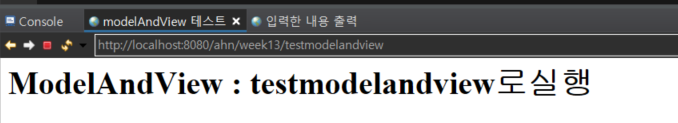 Console modelAndView 테스트 입력한 내용 출력
http://localhost:8080/ahn/week13/testmodelandview
ModelAndView : testmodelandview로실행